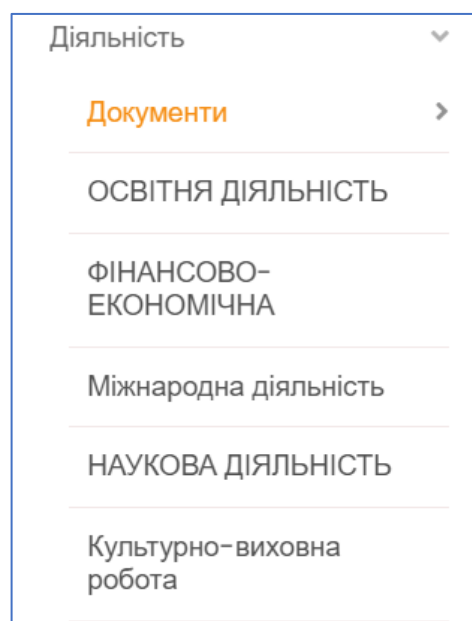 Діяльність
Документи
ОСВІТНЯ ДІЯЛЬНІСТЬ
ФІНАНСОВО-
ЕКОНОМІЧНА
Міжнародна діяльність
НАУКОВА ДІЯЛЬНІСТЬ
Культурно-виховна
робота